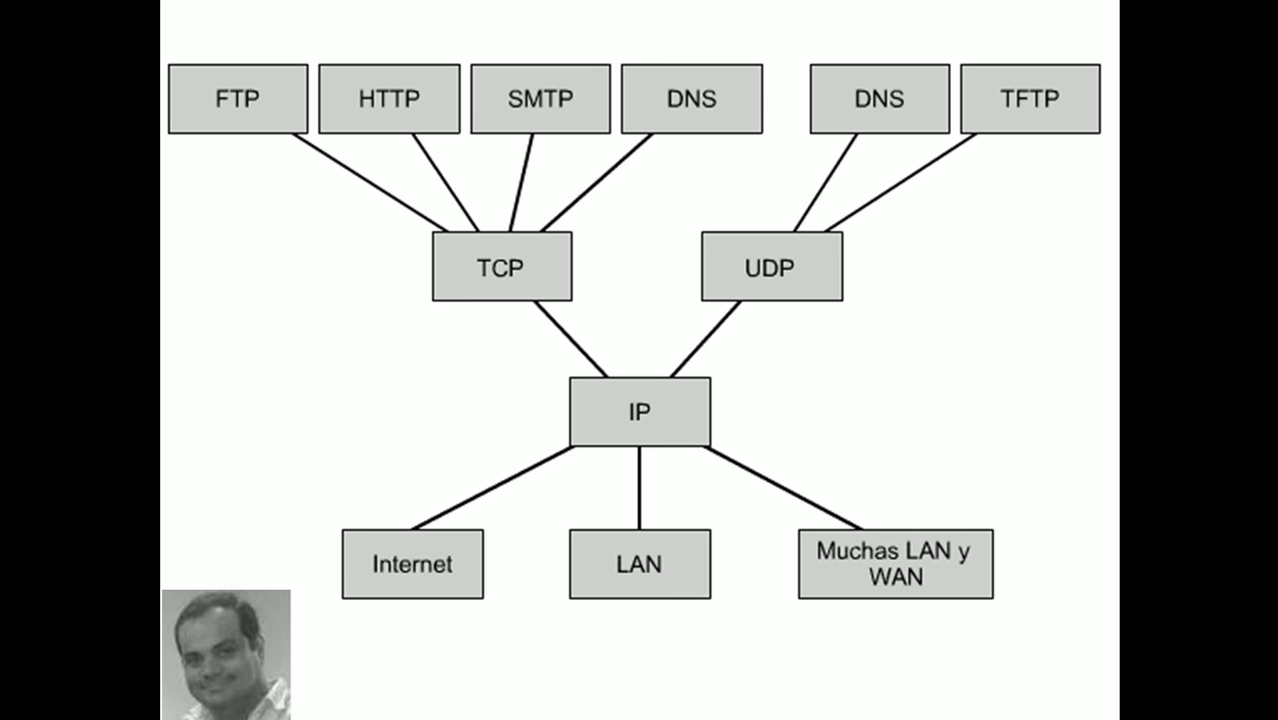 FTP
HTTP
SMTP
DNS
DNS
TFTP
TCP
UDP
IP
Internet
LAN
Muchas LAN y
WAN